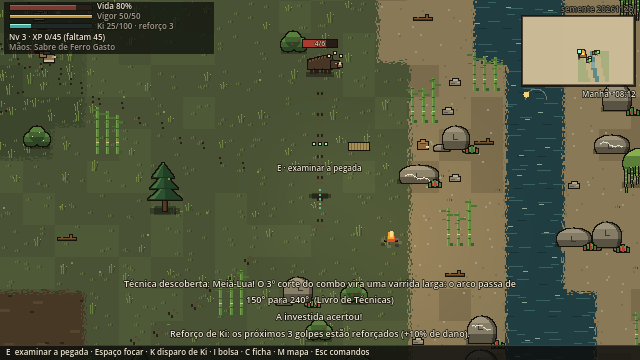 Vida 80%
Vigor 50/50
Ki 25/100 · reforço 3
Nv 3 · XP 0/45 (faltam 45)
Mãos: Sabre de Ferro Gasto
4/6
Manhã · 08:12
E · examinar a pegada
Técnica descoberta: Meia-Lua! O 3º corte do combo vira uma varrida larga: o arco passa de
150° para 240°. (Livro de Técnicas)
A investida acertou!
Reforço de Ki: os próximos 3 golpes estão reforçados (+10% de dano).
E examinar a pegada · Espaço focar · K disparo de Ki · I bolsa · C ficha · M mapa · Esc comandos